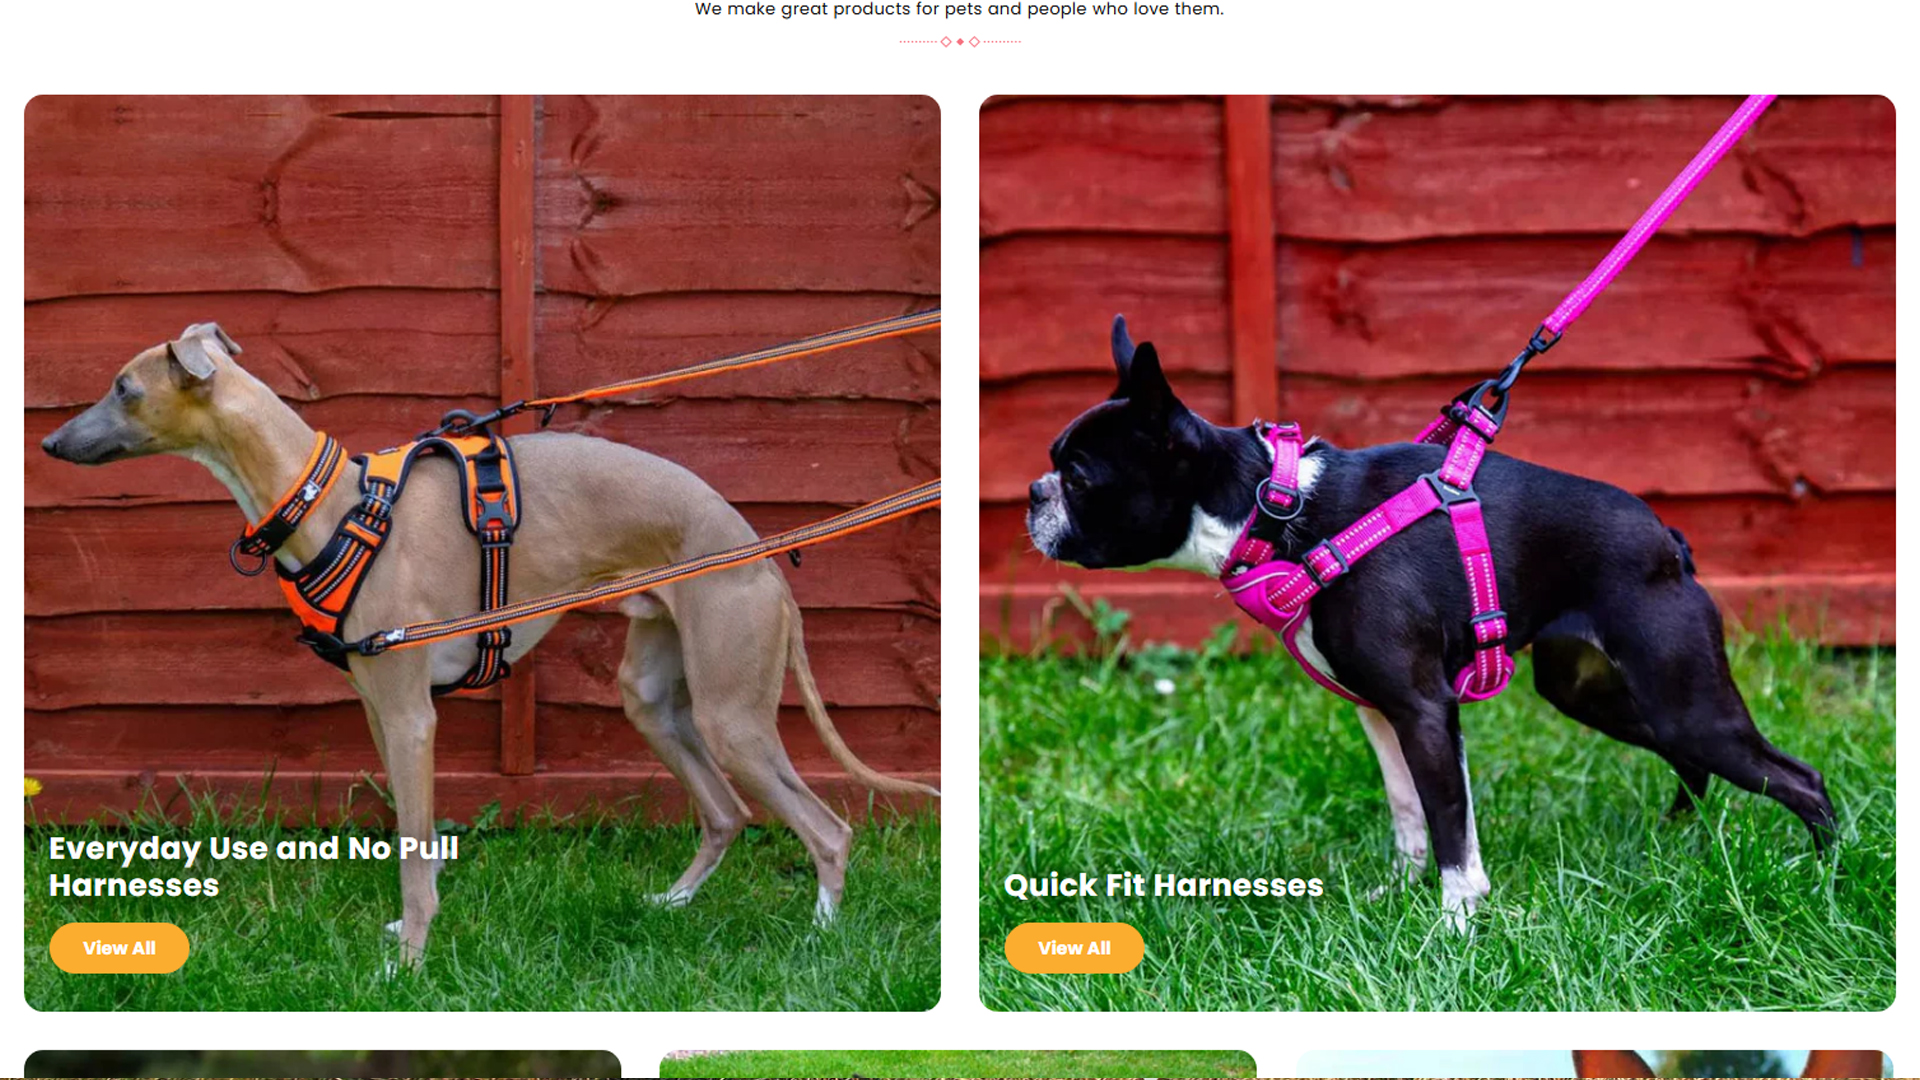 We make great products for pets and people who love them.
Everyday Use and No Pull
Harnesses
View All
Quick Fit Harnesses
View All